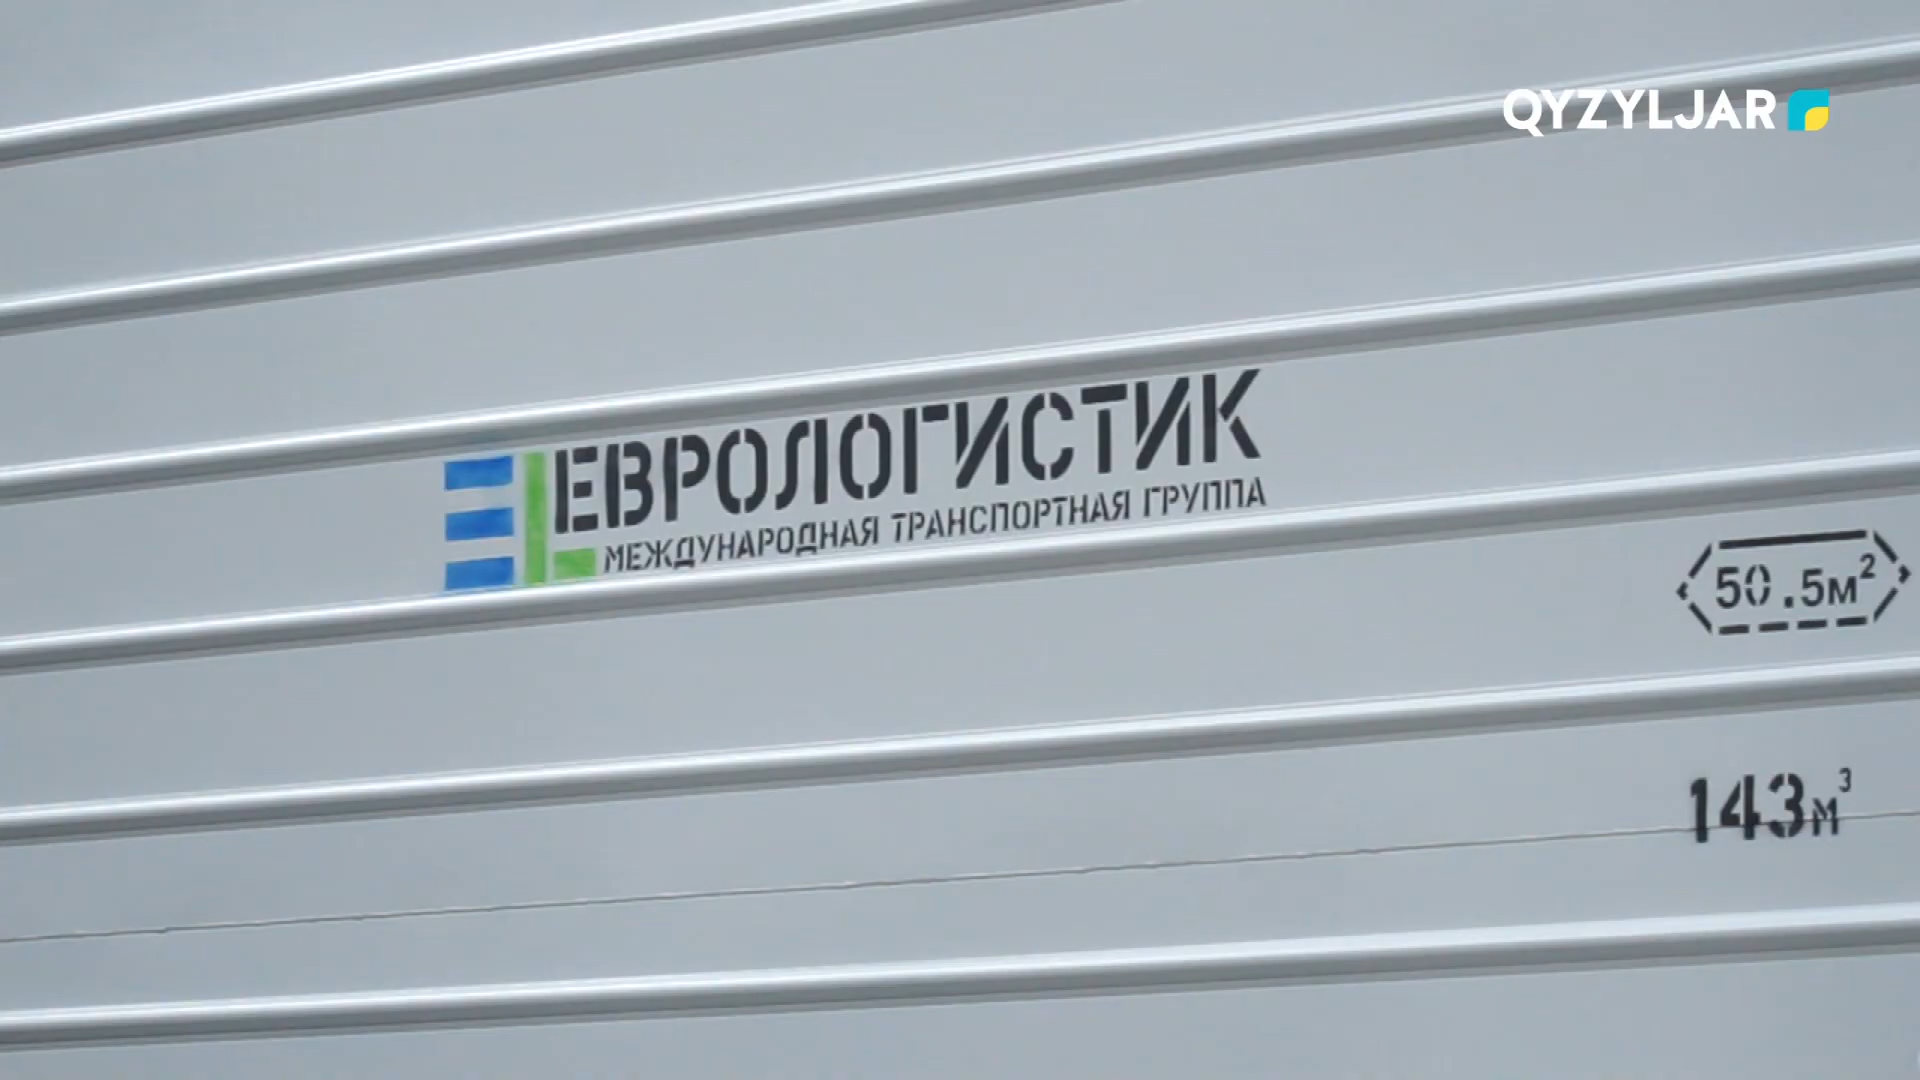 QYZYLJAR
ЕВРОЛОГИСТИК
МЕЖДУНАРОДНАЯ ТРАНСПОРТНАЯ ГРУППА
50.5м²
143м³